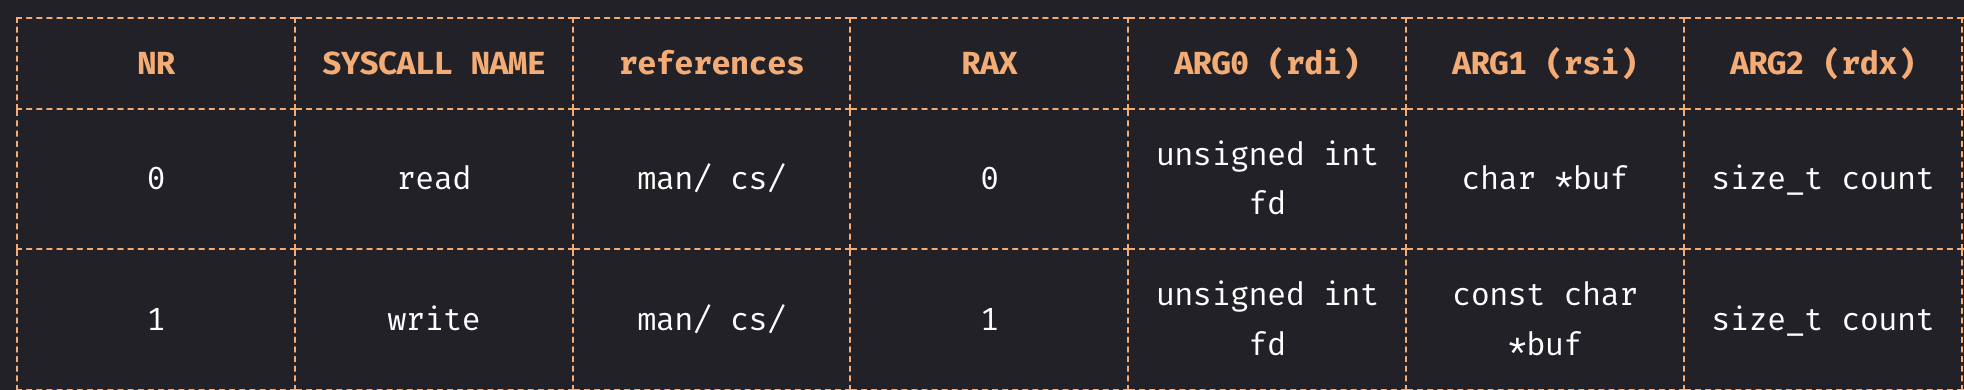 NR SYSCALL NAME references RAX ARG0 (rdi) ARG1 (rsi) ARG2 (rdx)
0 read man/ cs/ 0 unsigned int fd char *buf size_t count
1 write man/ cs/ 1 unsigned int fd const char *buf size_t count